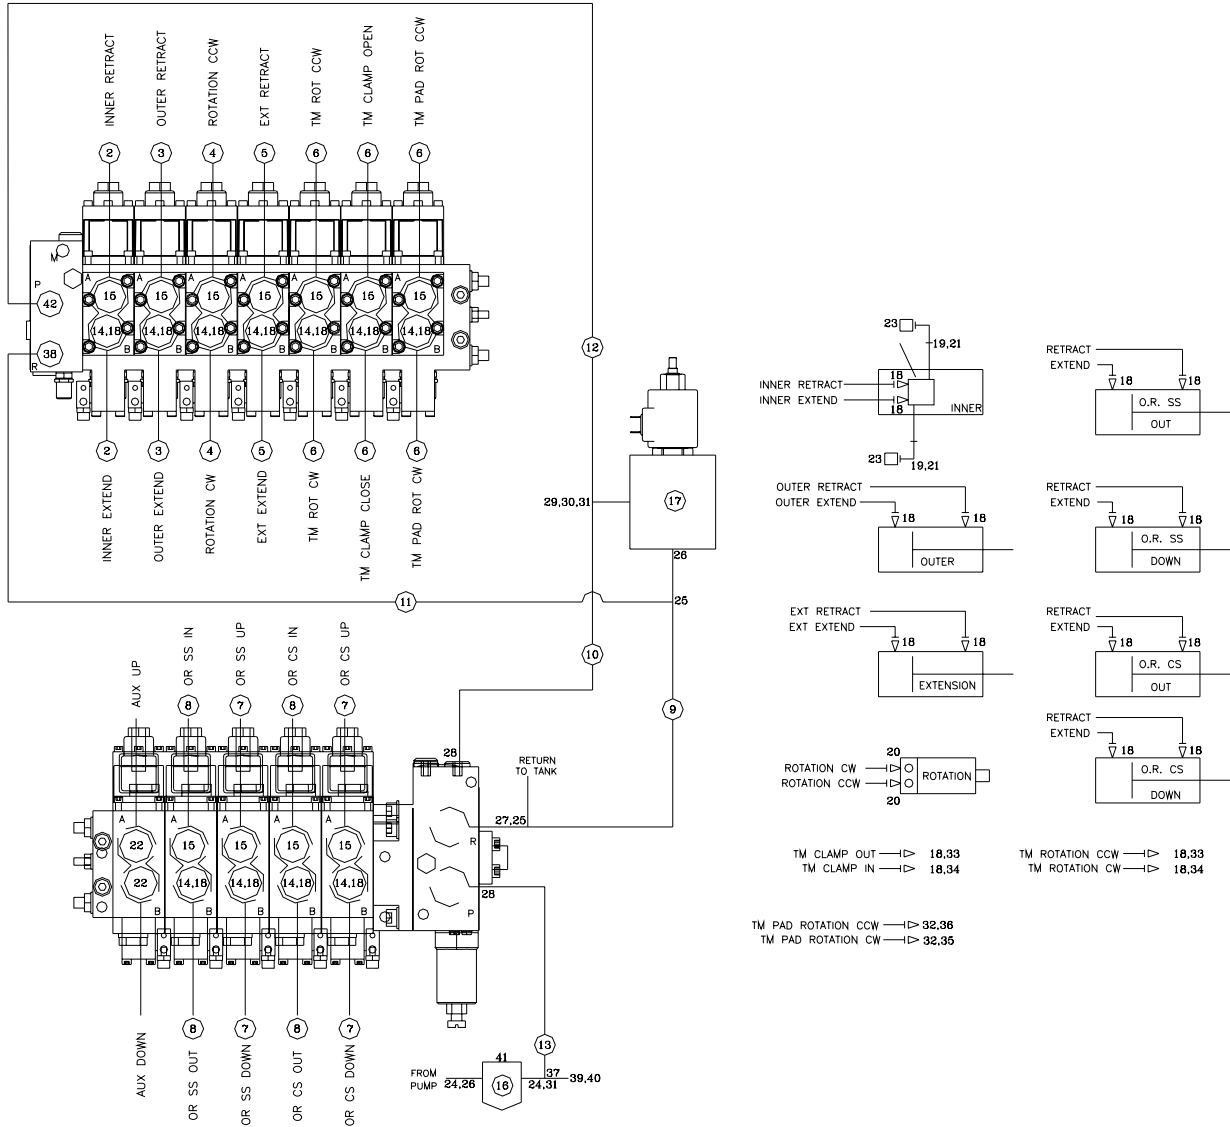 INNER RETRACT
OUTER RETRACT
ROTATION CCW
EXT RETRACT
TM ROT CCW
TM CLAMP OPEN
TM PAD ROT CCW
2
3
4
5
6
6
6
M
P
42
38
R
A
A
A
A
A
A
A
15
15
15
15
15
15
15
14,18
14,18
14,18
14,18
14,18
14,18
14,18
B
B
B
B
B
B
B
2
3
4
5
6
6
6
INNER EXTEND
OUTER EXTEND
ROTATION CW
EXT EXTEND
TM ROT CW
TM CLAMP CLOSE
TM PAD ROT CW
12
29,30,31
17
26
25
11
10
9
AUX UP
OR SS IN
OR SS UP
OR CS IN
OR CS UP
8
7
8
7
28
RETURN
TO TANK
27,25
R
28
P
A
A
A
A
A
22
15
15
15
15
22
14,18
14,18
14,18
14,18
B
B
B
B
B
8
7
8
7
AUX DOWN
OR SS OUT
OR SS DOWN
OR CS OUT
OR CS DOWN
13
FROM
PUMP
24,26
41
16
37
24,31
39,40
23
19,21
INNER RETRACT
18
INNER EXTEND
18
INNER
23
19,21
OUTER RETRACT
OUTER EXTEND
18
18
OUTER
EXT RETRACT
EXT EXTEND
18
18
EXTENSION
20
ROTATION CW
ROTATION CCW
ROTATION
20
RETRACT
EXTEND
18
18
O.R. SS
OUT
RETRACT
EXTEND
18
18
O.R. SS
DOWN
RETRACT
EXTEND
18
18
O.R. CS
OUT
RETRACT
EXTEND
18
18
O.R. CS
DOWN
TM CLAMP OUT 18,33
TM CLAMP IN 18,34
TM ROTATION CCW 18,33
TM ROTATION CW 18,34
TM PAD ROTATION CCW 32,36
TM PAD ROTATION CW 32,35